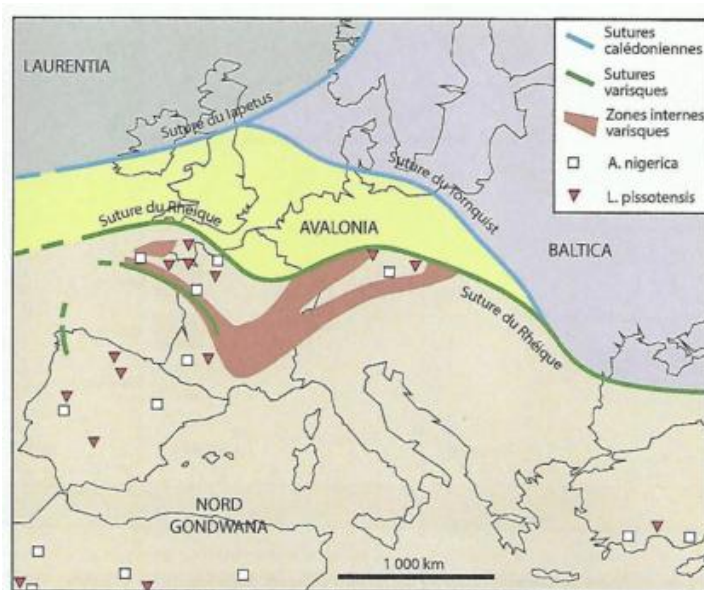 LAURENTIA
Suture du Iapetus
Suture du Rhéique
AVALONIA
Suture du Tornquist
BALTICA
Suture du Rhéique
NORD
GONDWANA
1 000 km
Sutures
calédoniennes
Sutures
varisques
Zones internes
varisques
A. nigerica
L. pissotensis